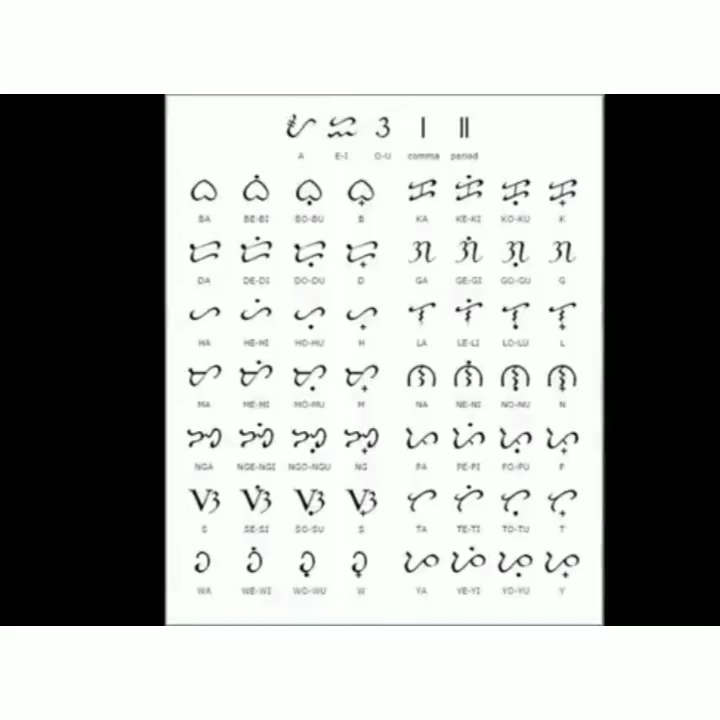 ᜀ ᜁ ᜂ ᜵ ᜶
A E-I O-U comma period
ᜊ ᜊᜒ ᜊᜓ ᜊ᜔ ᜃ ᜃᜒ ᜃᜓ ᜃ᜔
BA BE-BI BO-BU B KA KE-KI KO-KU K
ᜇ ᜇᜒ ᜇᜓ ᜇ᜔ ᜄ ᜄᜒ ᜄᜓ ᜄ
DA DE-DI DO-DU D GA GE-GI GO-GU G
ᜑ ᜑᜒ ᜑᜓ ᜑ᜔ ᜎ ᜎᜒ ᜎᜓ ᜎ᜔
HA HE-HI HO-HU H LA LE-LI LO-LU L
ᜋ ᜋᜒ ᜋᜓ ᜋ᜔ ᜈ ᜈᜒ ᜈᜓ ᜈ᜔
MA ME-MI MO-MU M NA NE-NI NO-NU N
ᜅ ᜅᜒ ᜅᜓ ᜅ᜔ ᜉ ᜉᜒ ᜉᜓ ᜉ᜔
NGA NGE-NGI NGO-NGU NG PA PE-PI PO-PU P
ᜐ ᜐᜒ ᜐᜓ ᜐ᜔ ᜆ ᜆᜒ ᜆᜓ ᜆ᜔
S SE-SI SO-SU S TA TE-TI TO-TU T
ᜏ ᜏᜒ ᜏᜓ ᜏ᜔ ᜌ ᜌᜒ ᜌᜓ ᜌ᜔
WA WE-WI WO-WU W YA YE-YI YO-YU Y